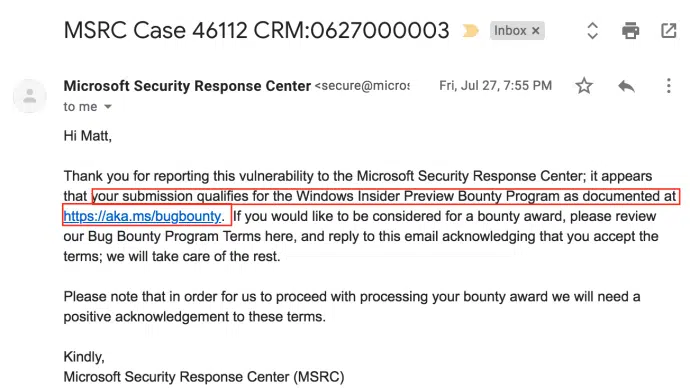 MSRC Case 46112 CRM:0627000003 Inbox ×
Microsoft Security Response Center <secure@micros Fri, Jul 27, 7:55 PM
to me
Hi Matt,
Thank you for reporting this vulnerability to the Microsoft Security Response Center; it appears
that your submission qualifies for the Windows Insider Preview Bounty Program as documented at
https://aka.ms/bugbounty. If you would like to be considered for a bounty award, please review
our Bug Bounty Program Terms here, and reply to this email acknowledging that you accept the
terms; we will take care of the rest.
Please note that in order for us to proceed with processing your bounty award we will need a
positive acknowledgement to these terms.
Kindly,
Microsoft Security Response Center (MSRC)